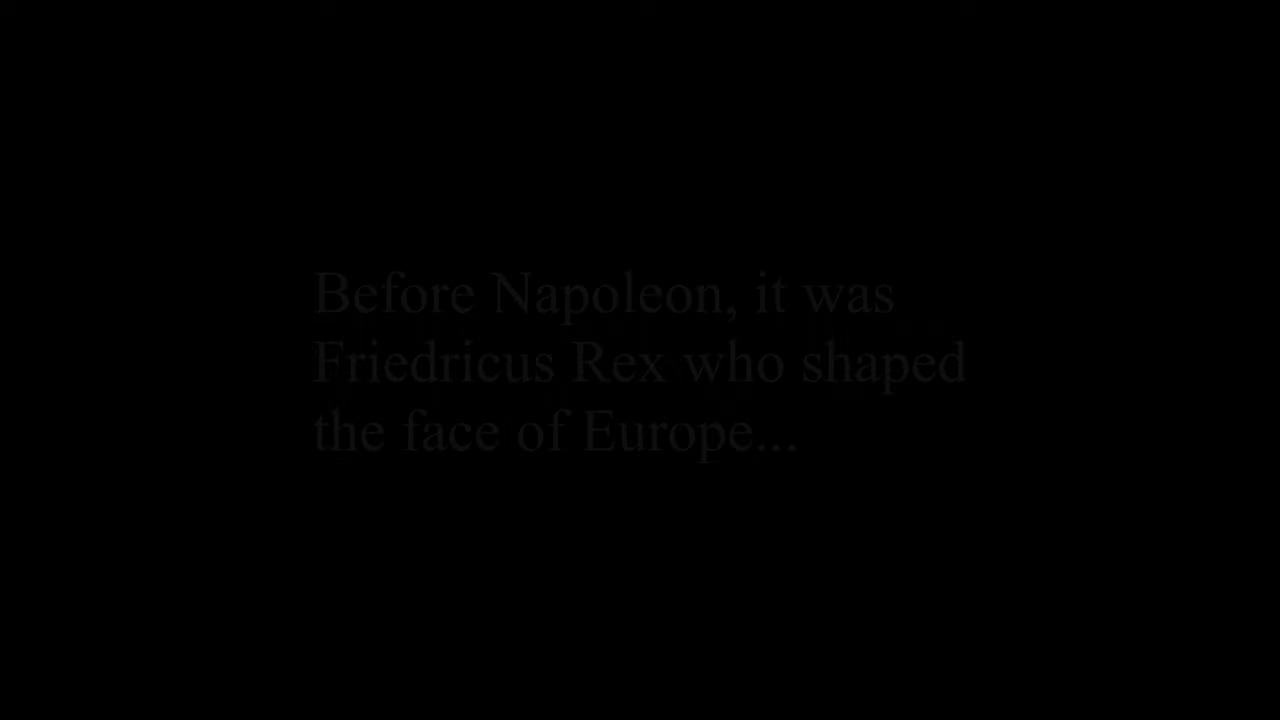 Before Napoleon, it was
Friedricus Rex who shaped
the face of Europe...